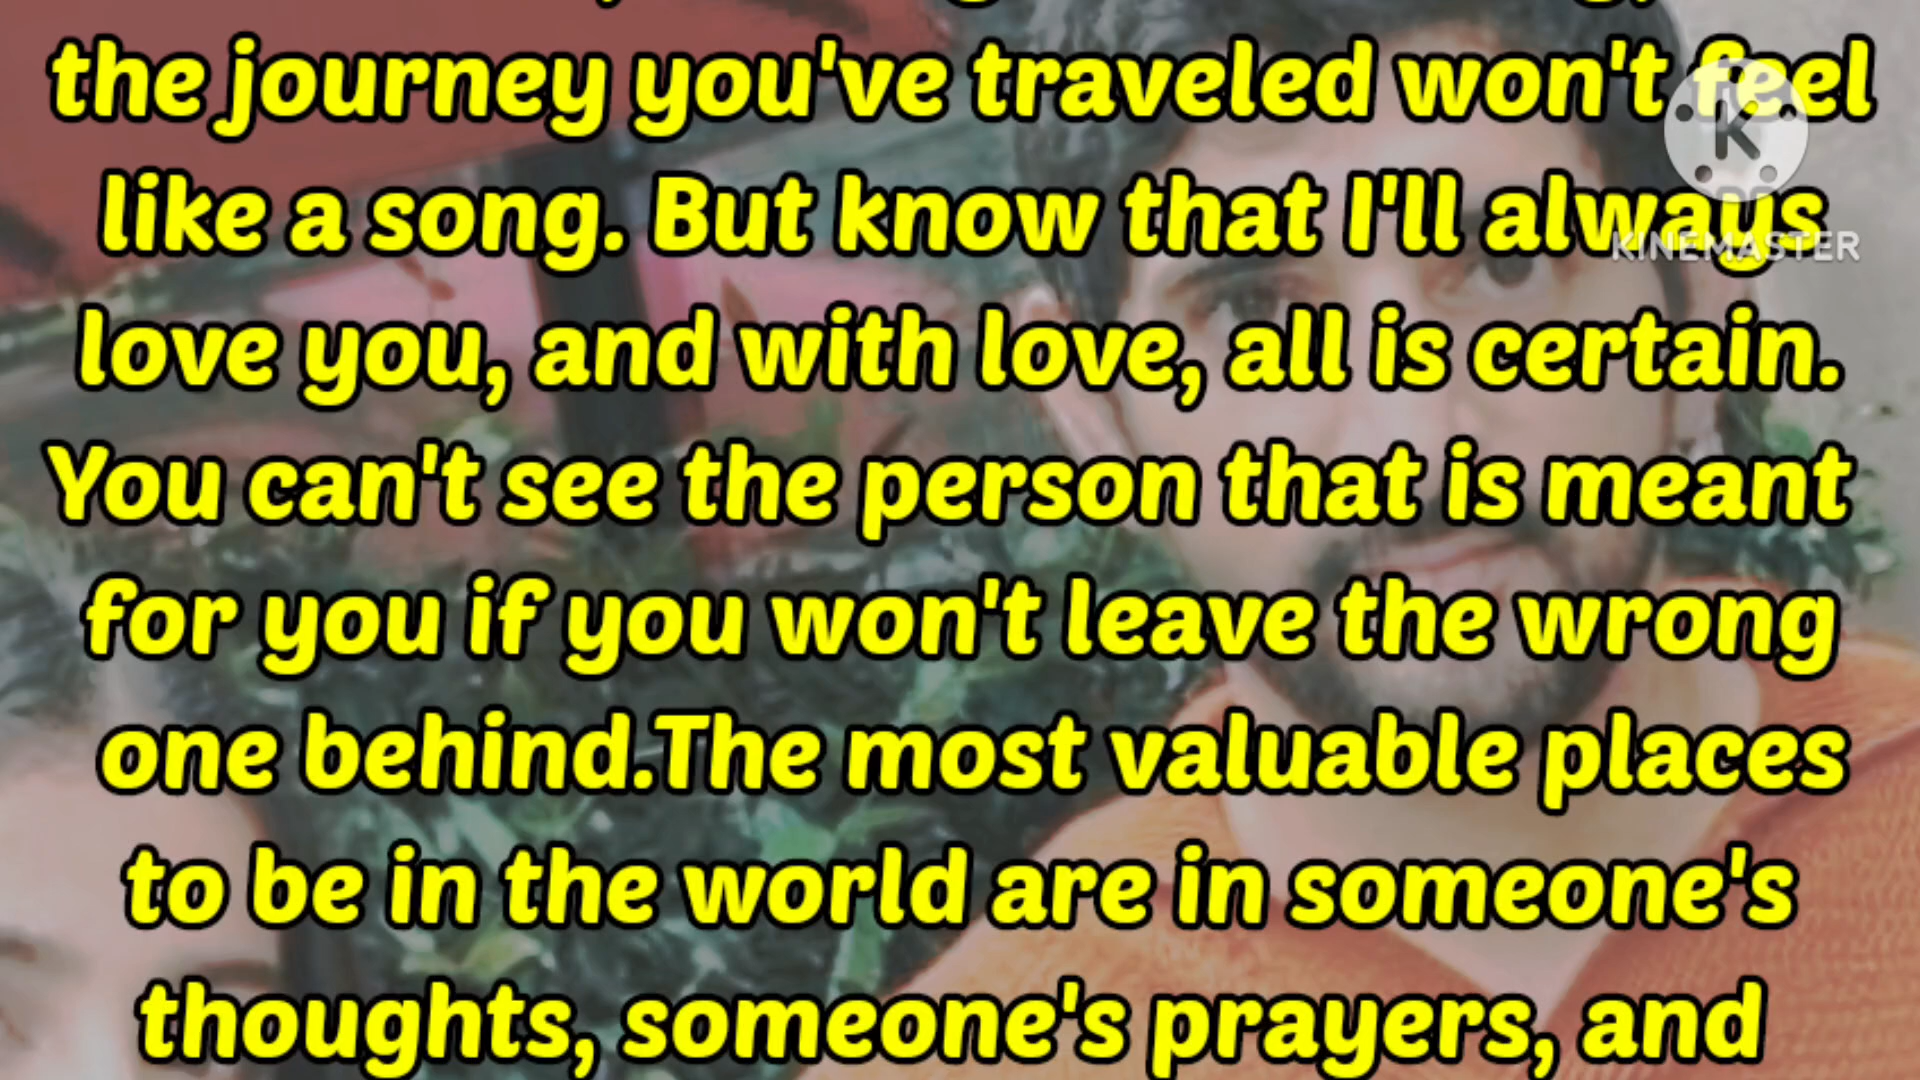 the journey you've traveled won't feel
like a song. But know that I'll always
love you, and with love, all is certain.
You can't see the person that is meant
for you if you won't leave the wrong
one behind.The most valuable places
to be in the world are in someone's
thoughts, someone's prayers, and
K
KINEMASTER